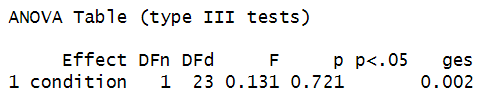 ANOVA Table (type III tests)
Effect DFn DFd F p p<.05 ges
1 condition 1 23 0.131 0.721 0.002